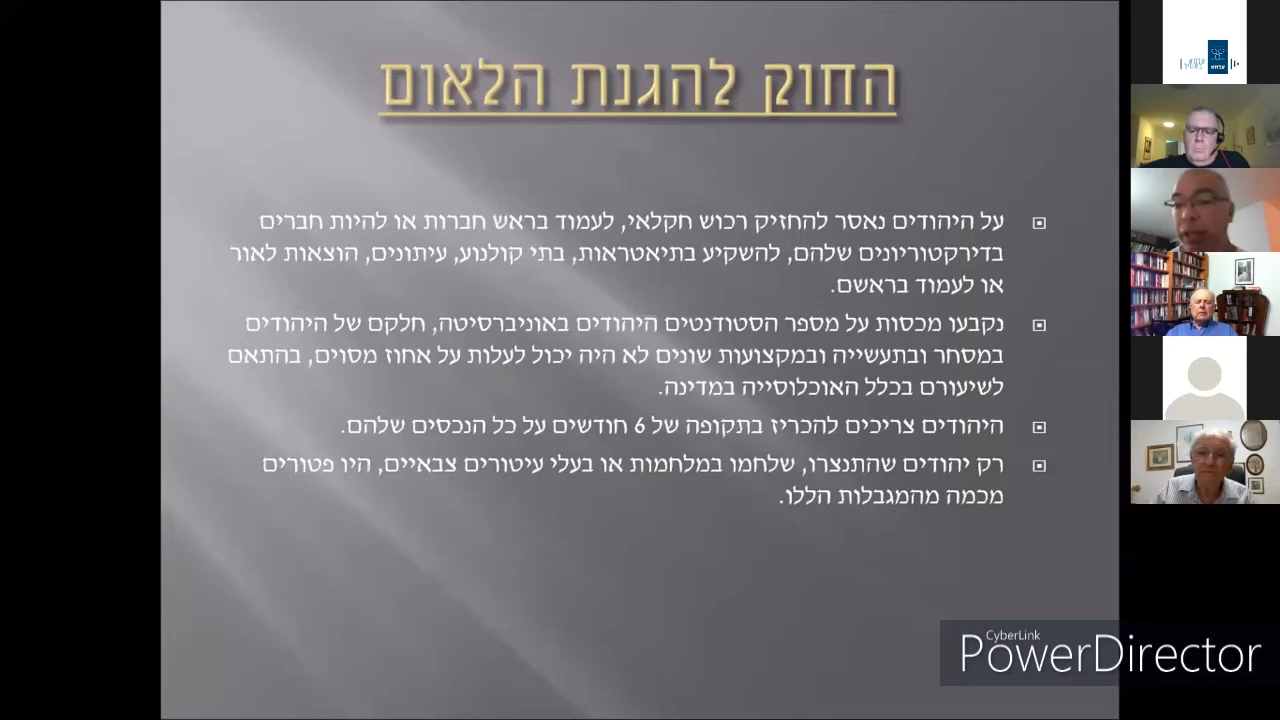 החוק להגנת הלאום
על היהודים נאסר להחזיק רכוש חקלאי, לעמוד בראש חברות או להיות חברים
בדירקטוריונים שלהם, להשקיע בתיאטראות, בתי קולנוע, עיתונים, הוצאות לאור
או לעמוד בראשם.
נקבעו מכסות על מספר הסטודנטים היהודים באוניברסיטה, חלקם של היהודים
במסחר ובתעשייה ובמקצועות שונים לא היה יכול לעלות על אחוז מסוים, בהתאם
לשיעורם בכלל האוכלוסייה במדינה.
היהודים צריכים להכריז בתקופה של 6 חודשים על כל הנכסים שלהם.
רק יהודים שהתנצרו, שלחמו במלחמות או בעלי עיטורים צבאיים, היו פטורים
מכמה מהמגבלות הללו.
CyberLink
PowerDirector